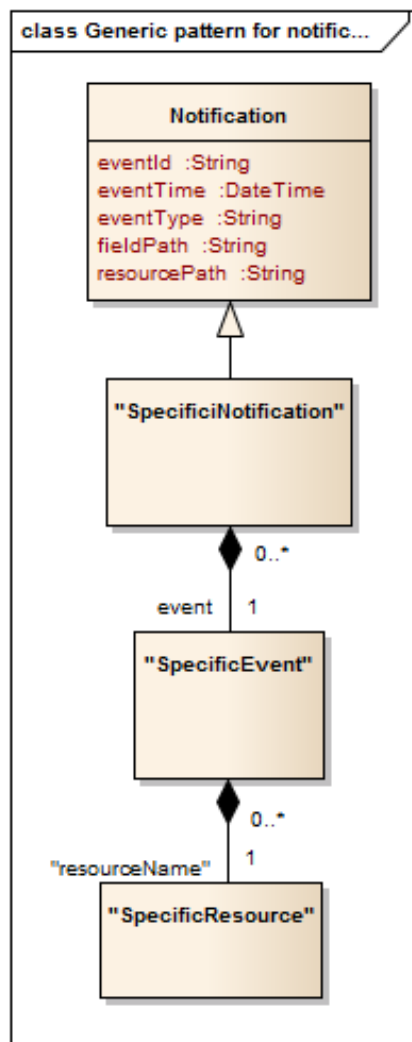 class Generic pattern for notific...
Notification
eventId :String
eventTime :DateTime
eventType :String
fieldPath :String
resourcePath :String
"SpecificiNotification"
0..*
event 1
"SpecificEvent"
0..*
1
"resourceName"
"SpecificResource"